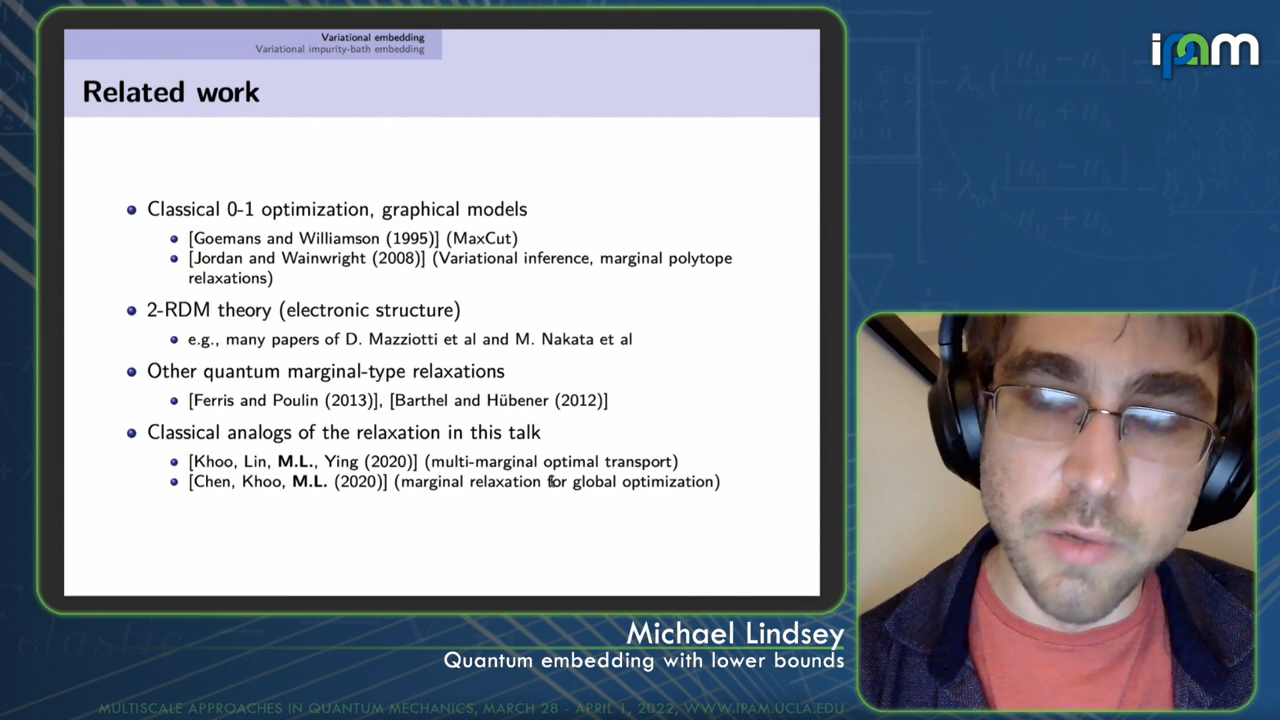 Variational embedding
Variational impurity-bath embedding
Related work
Classical 0-1 optimization, graphical models
[Goemans and Williamson (1995)] (MaxCut)
[Jordan and Wainwright (2008)] (Variational inference, marginal polytope
relaxations)
2-RDM theory (electronic structure)
e.g., many papers of D. Mazziotti et al and M. Nakata et al
Other quantum marginal-type relaxations
[Ferris and Poulin (2013)], [Barthel and Hübener (2012)]
Classical analogs of the relaxation in this talk
[Khoo, Lin, M.L., Ying (2020)] (multi-marginal optimal transport)
[Chen, Khoo, M.L. (2020)] (marginal relaxation for global optimization)
ipam
Michael Lindsey
Quantum embedding with lower bounds
MULTISCALE APPROACHES IN QUANTUM MECHANICS, MARCH 28 - APRIL 1, 2022, WWW.IPAM.UCLA.EDU